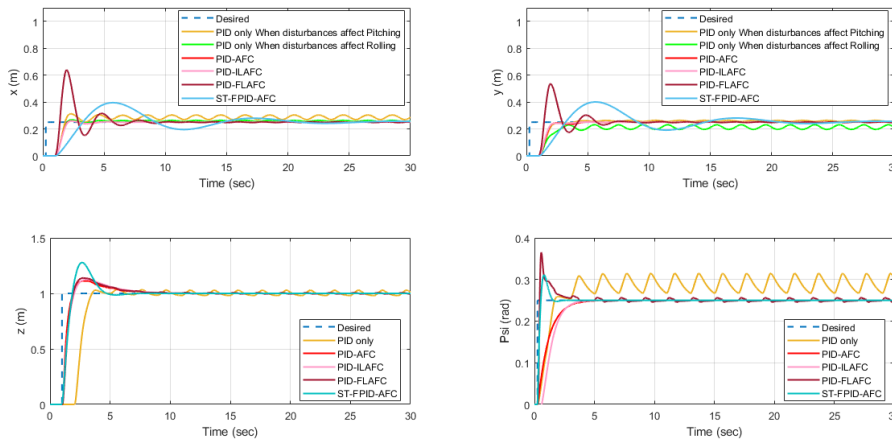 1
0.8
0.6
0.4
0.2
0
x (m)
0
5
10
15
20
25
30
Time (sec)
Desired
PID only When disturbances affect Pitching
PID only When disturbances affect Rolling
PID-AFC
PID-ILAFC
PID-FLAFC
ST-FPID-AFC
1
0.8
0.6
0.4
0.2
0
y (m)
0
5
10
15
20
25
Time (sec)
Desired
PID only When disturbances affect Pitching
PID only When disturbances affect Rolling
PID-AFC
PID-ILAFC
PID-FLAFC
ST-FPID-AFC
1.5
1
0.5
0
z (m)
0
5
10
15
20
25
30
Time (sec)
Desired
PID only
PID-AFC
PID-ILAFC
PID-FLAFC
ST-FPID-AFC
0.4
0.3
0.2
0.1
0
Psi (rad)
0
5
10
15
20
25
Time (sec)
Desired
PID only
PID-AFC
PID-ILAFC
PID-FLAFC
ST-FPID-AFC